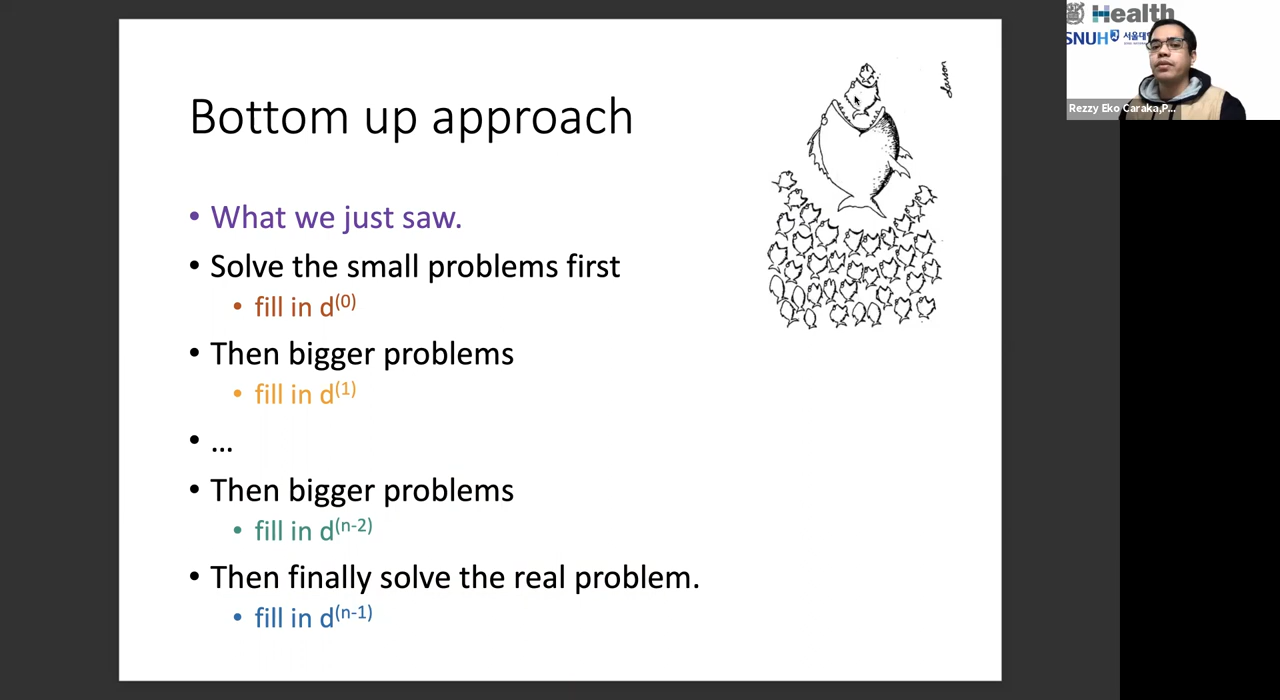 Bottom up approach
• What we just saw.
• Solve the small problems first
• fill in d(0)
• Then bigger problems
• fill in d(1)
• ...
• Then bigger problems
• fill in d(n-2)
• Then finally solve the real problem.
• fill in d(n-1)
Health
SNUH 서울대
Rezzy Eko Caraka,P...